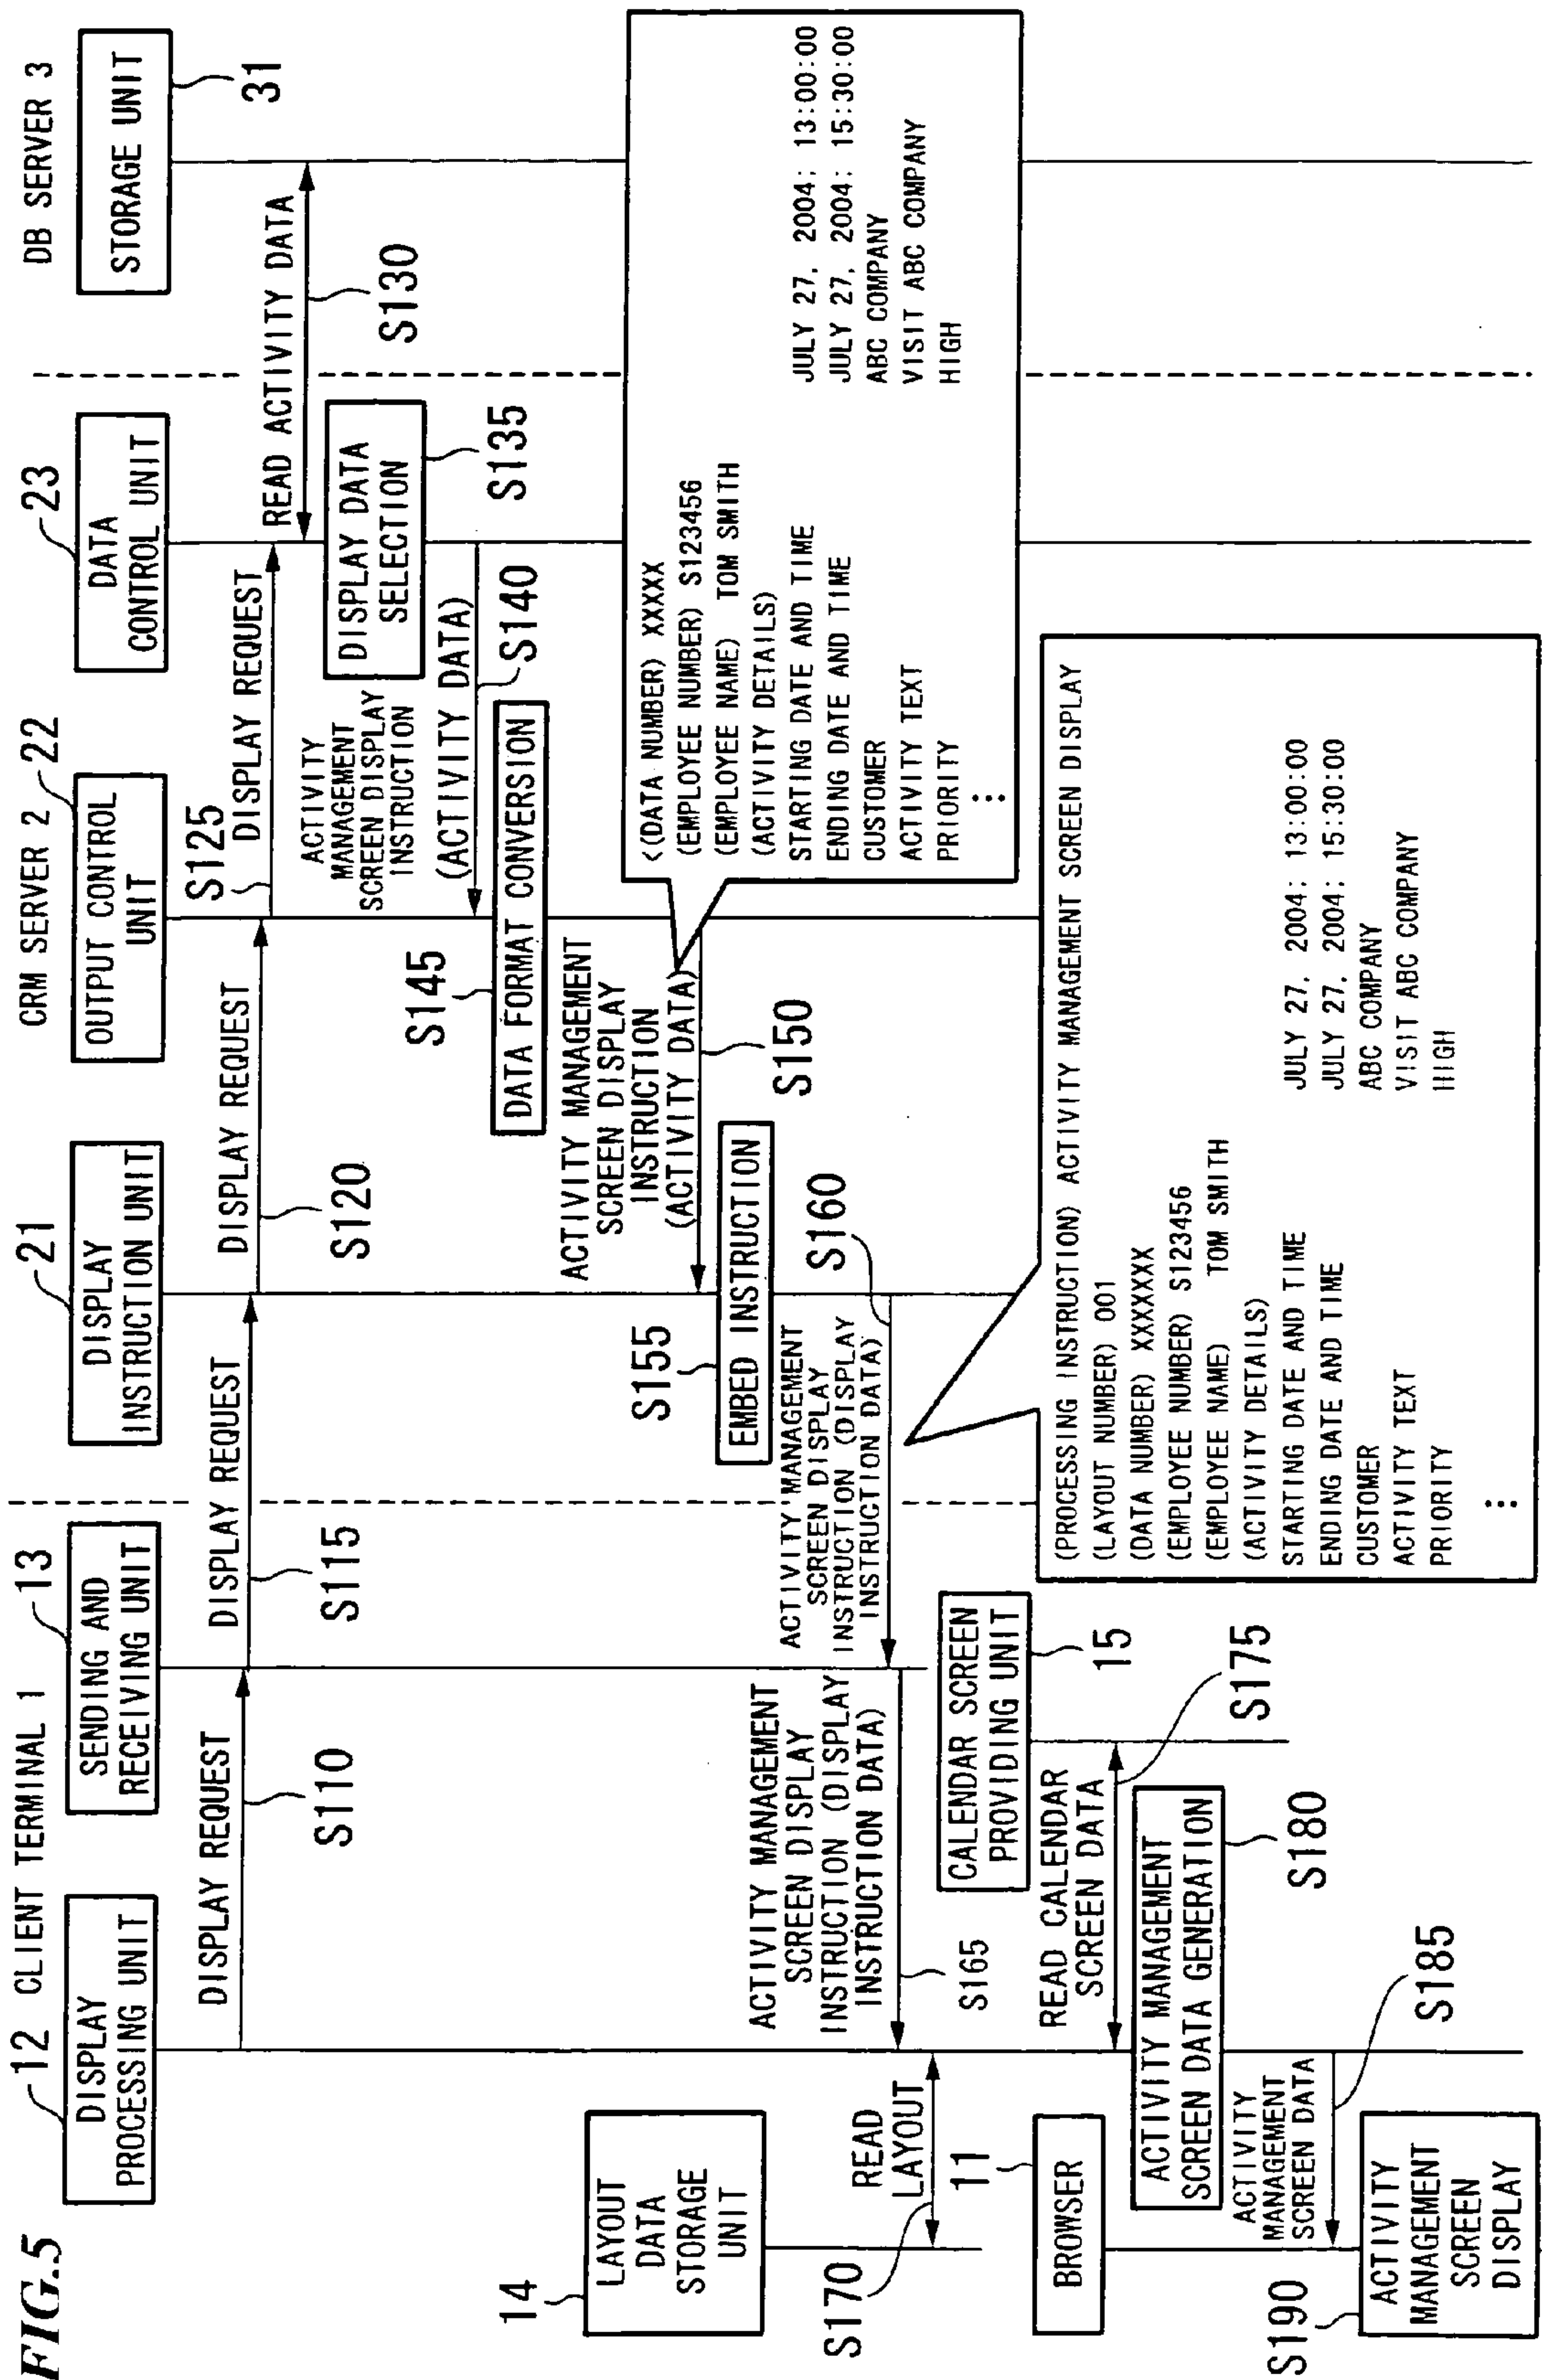 FIG.5
CLIENT TERMINAL 1
CRM SERVER 2
DB SERVER 3
12
13
21
22
23
DISPLAY
PROCESSING UNIT
SENDING AND
RECEIVING UNIT
DISPLAY
INSTRUCTION UNIT
OUTPUT CONTROL
UNIT
DATA
CONTROL UNIT
STORAGE UNIT
31
DISPLAY REQUEST
S110
DISPLAY REQUEST
S115
DISPLAY REQUEST
S120
S125
DISPLAY REQUEST
READ ACTIVITY DATA
S130
DISPLAY DATA
SELECTION
S135
ACTIVITY
MANAGEMENT
SCREEN DISPLAY
INSTRUCTION
(ACTIVITY DATA)
S140
S145
DATA FORMAT CONVERSION
ACTIVITY MANAGEMENT
SCREEN DISPLAY
INSTRUCTION
(ACTIVITY DATA)
S150
<(DATA NUMBER) XXXXX
(EMPLOYEE NUMBER) S123456
(EMPLOYEE NAME) TOM SMITH
(ACTIVITY DETAILS)
STARTING DATE AND TIME JULY 27, 2004; 13:00:00
ENDING DATE AND TIME JULY 27, 2004; 15:30:00
CUSTOMER ABC COMPANY
ACTIVITY TEXT VISIT ABC COMPANY
PRIORITY HIGH
⋮
S155
EMBED INSTRUCTION
S160
ACTIVITY MANAGEMENT
SCREEN DISPLAY
INSTRUCTION (DISPLAY
INSTRUCTION DATA)
(PROCESSING INSTRUCTION) ACTIVITY MANAGEMENT SCREEN DISPLAY
(LAYOUT NUMBER) 001
(DATA NUMBER) XXXXXXX
(EMPLOYEE NUMBER) S123456
(EMPLOYEE NAME) TOM SMITH
(ACTIVITY DETAILS)
STARTING DATE AND TIME JULY 27, 2004; 13:00:00
ENDING DATE AND TIME JULY 27, 2004; 15:30:00
CUSTOMER ABC COMPANY
ACTIVITY TEXT VISIT ABC COMPANY
PRIORITY HIGH
⋮
ACTIVITY MANAGEMENT
SCREEN DISPLAY
INSTRUCTION (DISPLAY
INSTRUCTION DATA)
S165
14
LAYOUT
DATA
STORAGE
UNIT
READ
LAYOUT
S170
CALENDAR SCREEN
PROVIDING UNIT
15
READ CALENDAR
SCREEN DATA
S175
11
BROWSER
ACTIVITY MANAGEMENT
SCREEN DATA GENERATION
S180
ACTIVITY
MANAGEMENT
SCREEN DATA
S185
S190
ACTIVITY
MANAGEMENT
SCREEN
DISPLAY